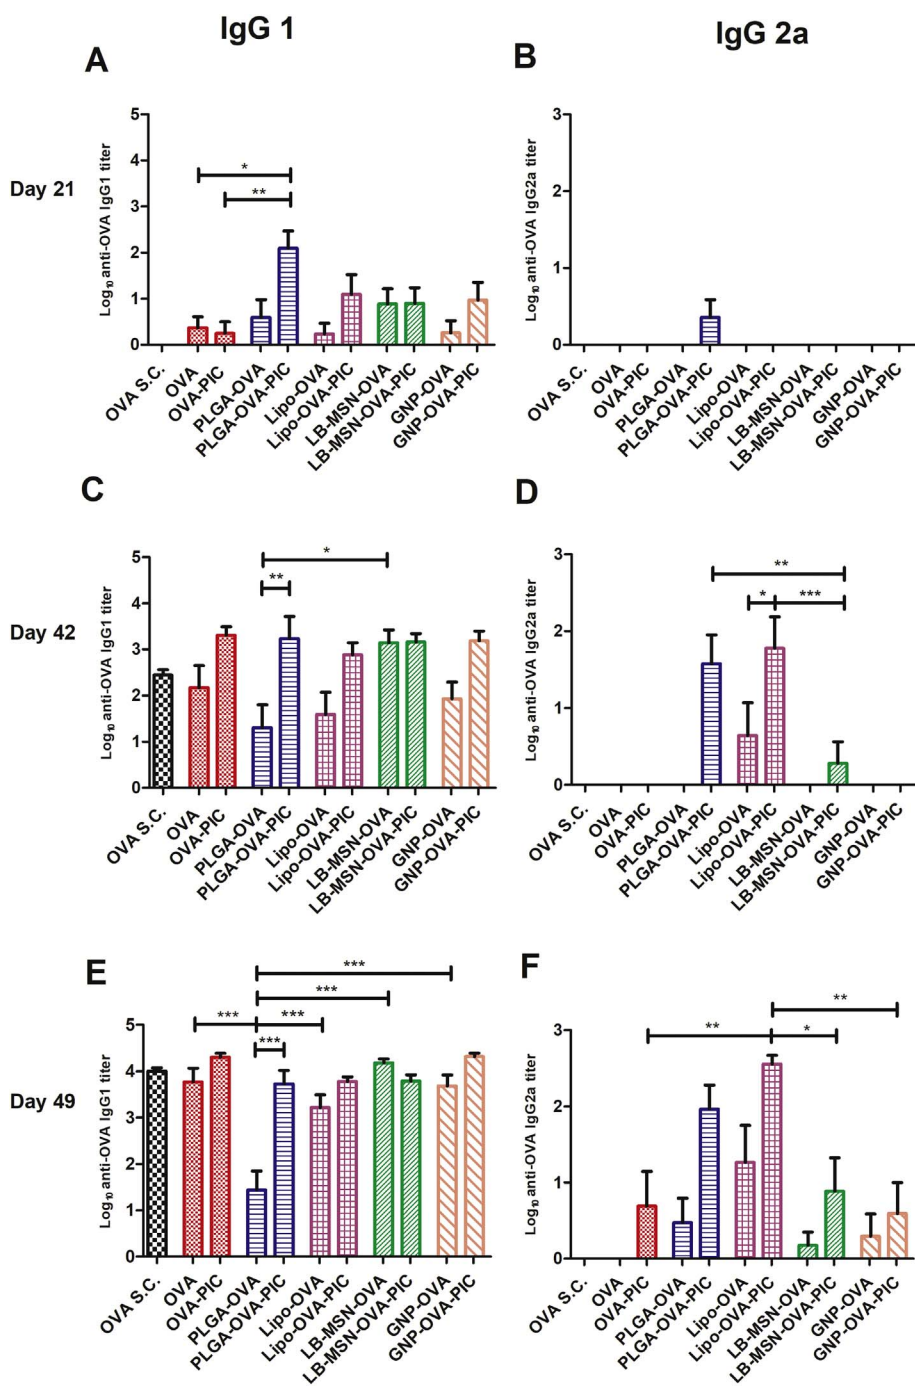 IgG 1
IgG 2a
A
B
Day 21
Log10 anti-OVA IgG1 titer
5
4
3
2
1
0
*
**
OVA S.C.
OVA
OVA-PIC
PLGA-OVA
PLGA-OVA-PIC
Lipo-OVA
Lipo-OVA-PIC
LB-MSN-OVA
LB-MSN-OVA-PIC
GNP-OVA
GNP-OVA-PIC
Log10 anti-OVA IgG2a titer
3
2
1
0
OVA S.C.
OVA
OVA-PIC
PLGA-OVA
PLGA-OVA-PIC
Lipo-OVA
Lipo-OVA-PIC
LB-MSN-OVA
LB-MSN-OVA-PIC
GNP-OVA
GNP-OVA-PIC
C
D
Day 42
Log10 anti-OVA IgG1 titer
5
4
3
2
1
0
*
**
OVA S.C.
OVA
OVA-PIC
PLGA-OVA
PLGA-OVA-PIC
Lipo-OVA
Lipo-OVA-PIC
LB-MSN-OVA
LB-MSN-OVA-PIC
GNP-OVA
GNP-OVA-PIC
Log10 anti-OVA IgG2a titer
3
2
1
0
**
*
***
OVA S.C.
OVA
OVA-PIC
PLGA-OVA
PLGA-OVA-PIC
Lipo-OVA
Lipo-OVA-PIC
LB-MSN-OVA
LB-MSN-OVA-PIC
GNP-OVA
GNP-OVA-PIC
E
F
Day 49
Log10 anti-OVA IgG1 titer
5
4
3
2
1
0
***
***
***
***
***
OVA S.C.
OVA
OVA-PIC
PLGA-OVA
PLGA-OVA-PIC
Lipo-OVA
Lipo-OVA-PIC
LB-MSN-OVA
LB-MSN-OVA-PIC
GNP-OVA
GNP-OVA-PIC
Log10 anti-OVA IgG2a titer
3
2
1
0
**
**
*
OVA S.C.
OVA
OVA-PIC
PLGA-OVA
PLGA-OVA-PIC
Lipo-OVA
Lipo-OVA-PIC
LB-MSN-OVA
LB-MSN-OVA-PIC
GNP-OVA
GNP-OVA-PIC